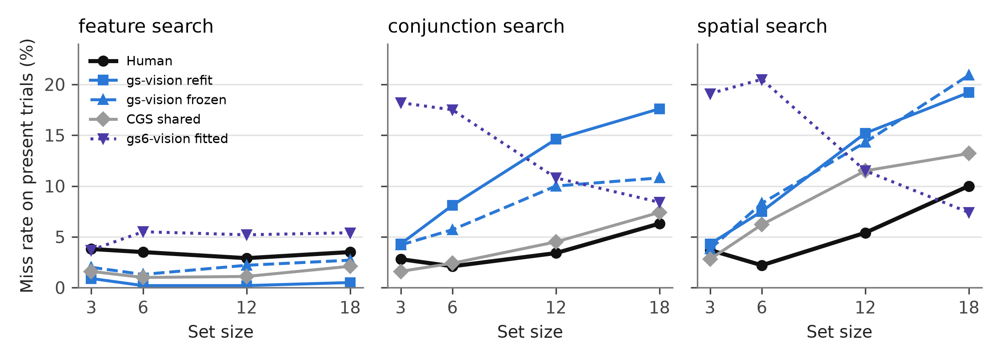 feature search
conjunction search
spatial search
Miss rate on present trials (%)
20
15
10
5
0
Human
gs-vision refit
gs-vision frozen
CGS shared
gs6-vision fitted
3 6 12 18
3 6 12 18
3 6 12 18
Set size
Set size
Set size